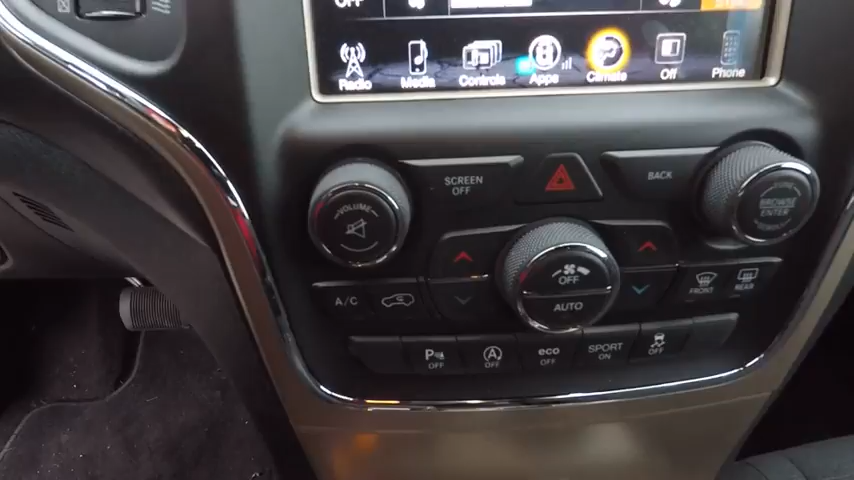 OFF
Radio Media Controls Apps Climate Off Phone
SCREEN
OFF
BACK
VOLUME
BROWSE
ENTER
OFF
AUTO
A/C
FRONT
REAR
P
OFF
A
OFF
eco
OFF
SPORT
ON
OFF